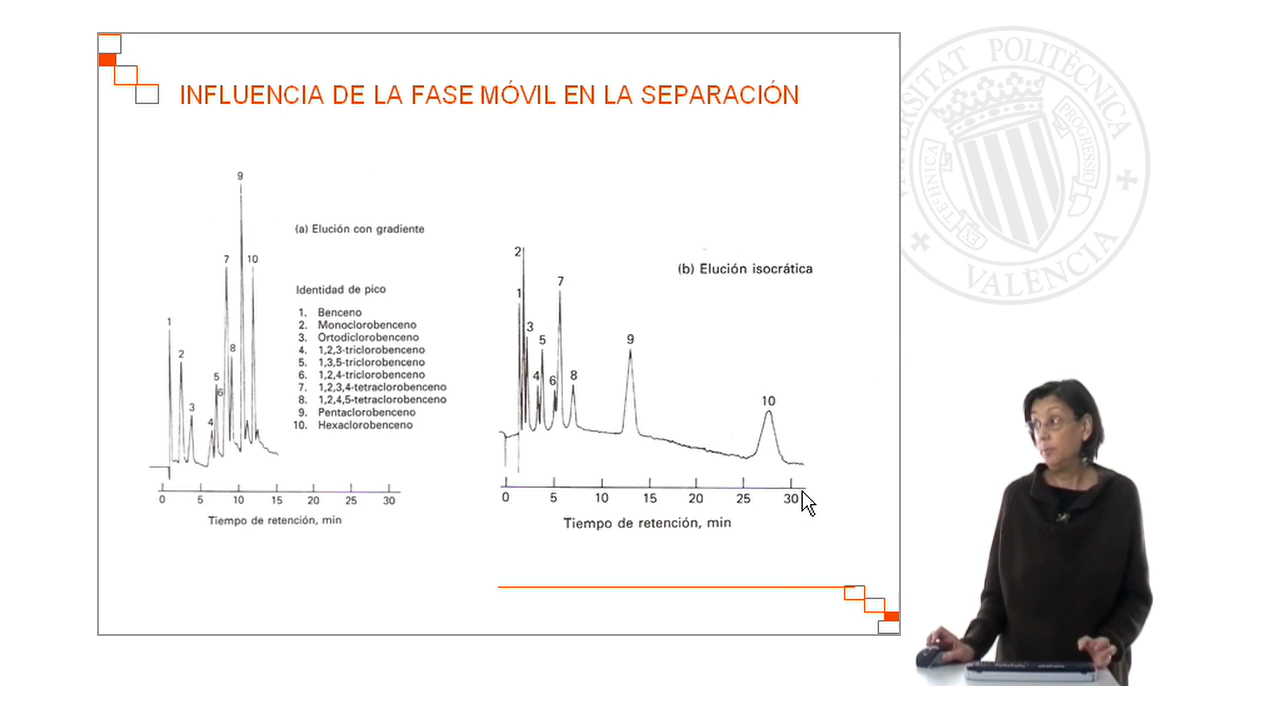 INFLUENCIA DE LA FASE MÓVIL EN LA SEPARACIÓN
(a) Elución con gradiente
Identidad de pico
1. Benceno
2. Monoclorobenceno
3. Ortodiclorobenceno
4. 1,2,3-triclorobenceno
5. 1,3,5-triclorobenceno
6. 1,2,4-triclorobenceno
7. 1,2,3,4-tetraclorobenceno
8. 1,2,4,5-tetraclorobenceno
9. Pentaclorobenceno
10. Hexaclorobenceno
1
2
3
4
5
6
7
8
9
10
0 5 10 15 20 25 30
Tiempo de retención, min
(b) Elución isocrática
1
2
3
4
5
6
7
8
9
10
0 5 10 15 20 25 30
Tiempo de retención, min
UNIVERSITAT POLITÈCNICA
VALÈNCIA
EX
TECHNICA
PROGRESSIO